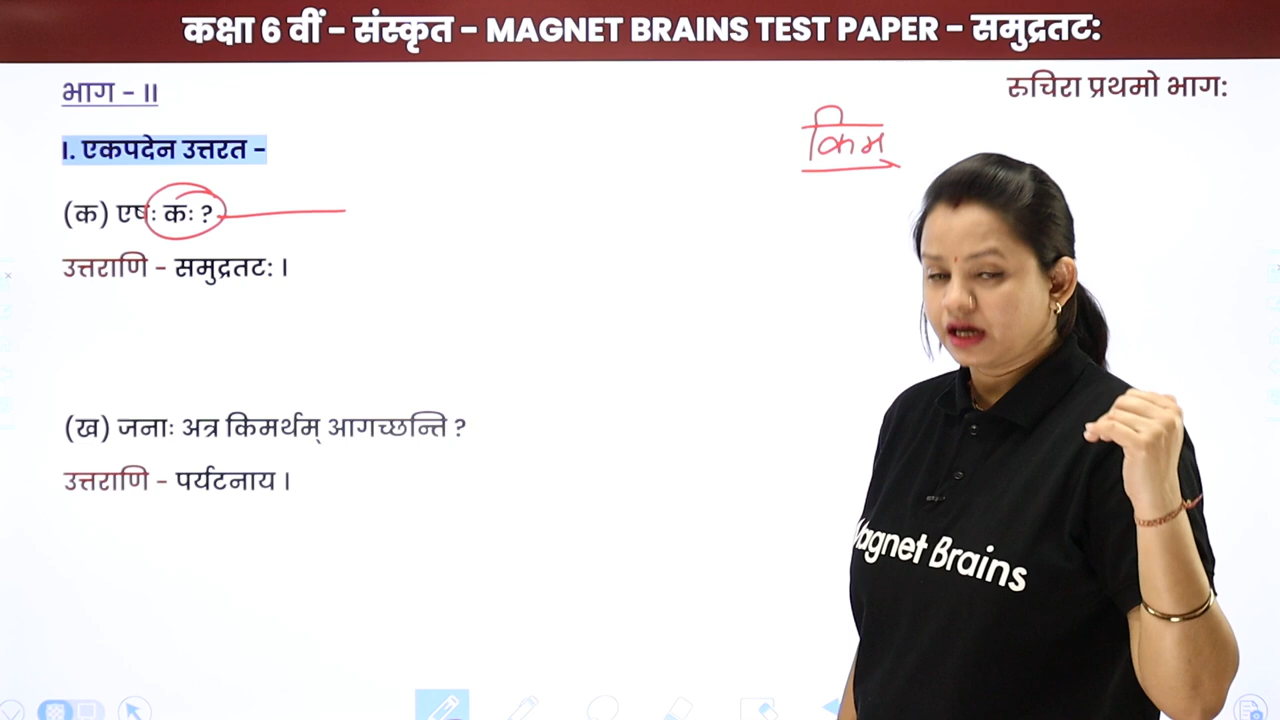 कक्षा 6 वीं - संस्कृत - MAGNET BRAINS TEST PAPER - समुद्रतट:
भाग - II
रुचिरा प्रथमो भाग:
किम
I. एकपदेन उत्तरत -
(क) एषः कः ?
उत्तराणि - समुद्रतट: ।
(ख) जनाः अत्र किमर्थम् आगच्छन्ति ?
उत्तराणि - पर्यटनाय ।
Magnet Brains